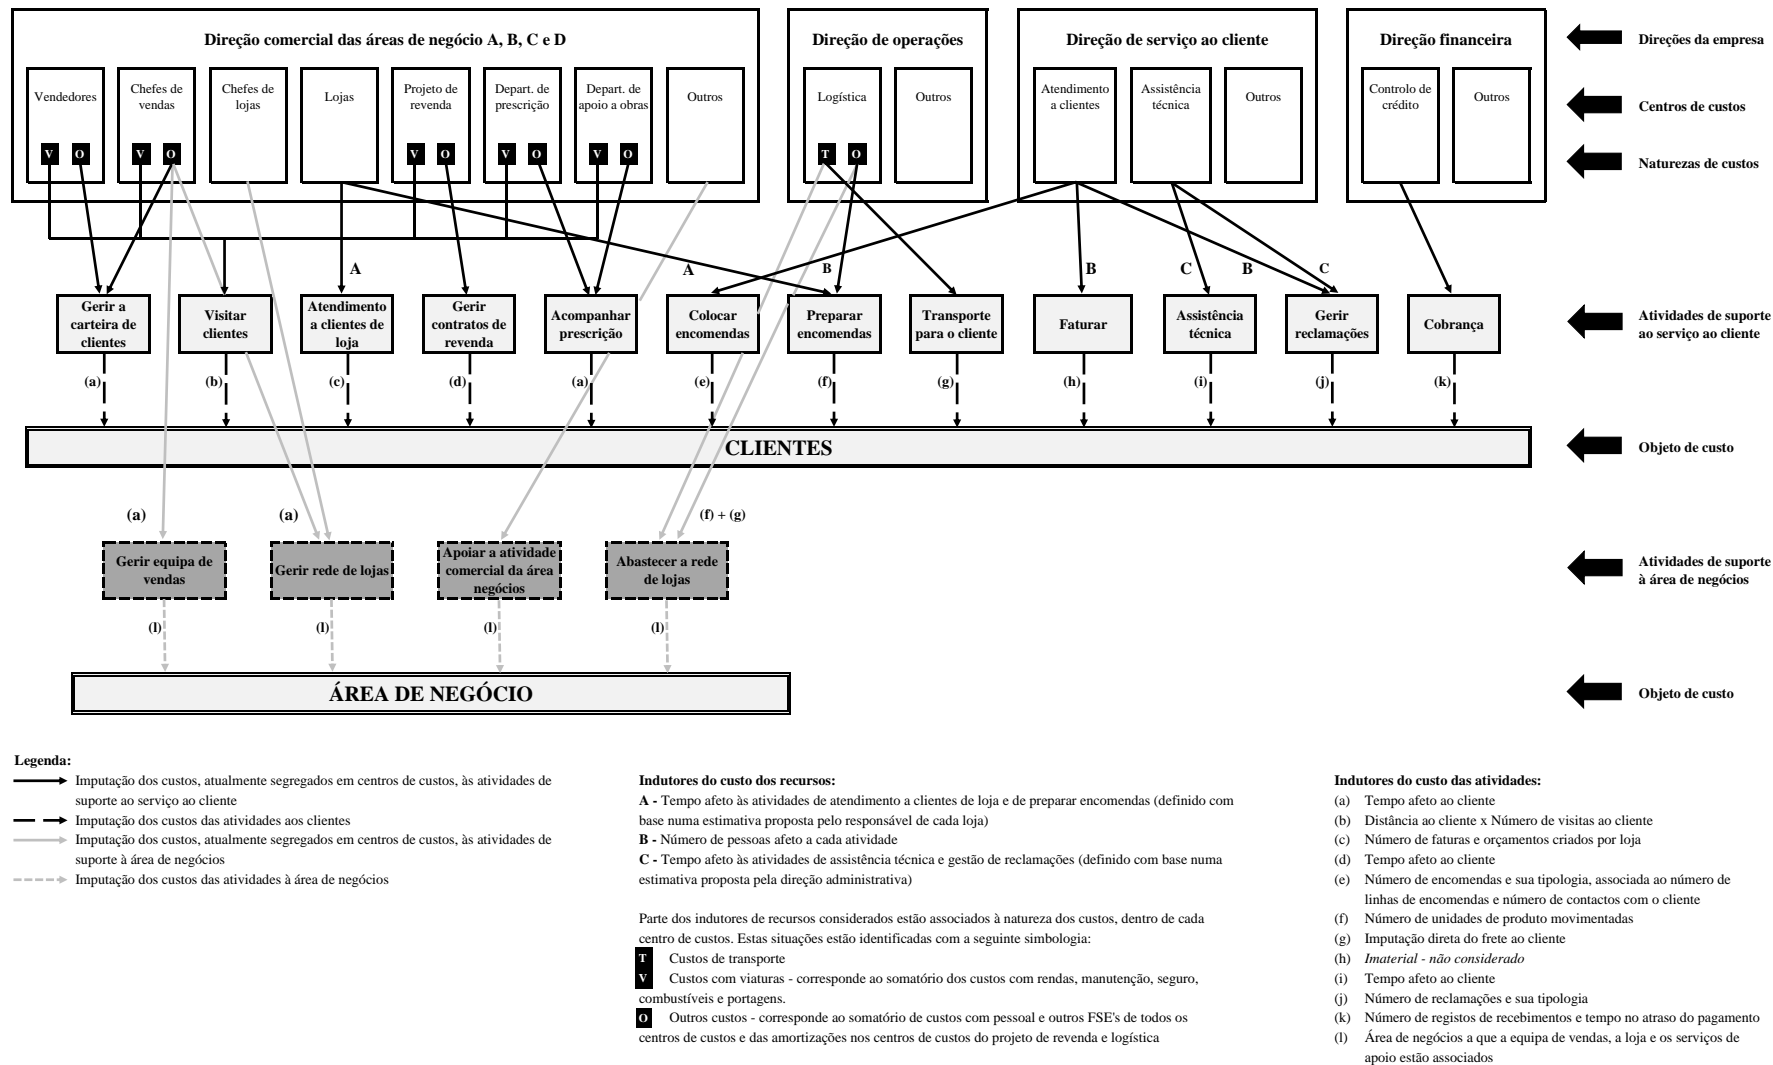 Direção comercial das áreas de negócio A, B, C e D
Direção de operações
Direção de serviço ao cliente
Direção financeira
Direções da empresa
Vendedores
Chefes de
vendas
Chefes de
lojas
Lojas
Projeto de
revenda
Depart. de
prescrição
Depart. de
apoio a obras
Outros
Logística
Outros
Atendimento
a clientes
Assistência
técnica
Outros
Controlo de
crédito
Outros
Centros de custos
V O V O V O V O V O T O
Naturezas de custos
A A B B C B C
Gerir a
carteira de
clientes
Visitar
clientes
Atendimento
a clientes de
loja
Gerir
contratos de
revenda
Acompanhar
prescrição
Colocar
encomendas
Preparar
encomendas
Transporte
para o cliente
Faturar
Assistência
técnica
Gerir
reclamações
Cobrança
Atividades de suporte
ao serviço ao cliente
(a) (b) (c) (d) (a) (e) (f) (g) (h) (i) (j) (k)
CLIENTES
Objeto de custo
(a) (a) (f) + (g)
Gerir equipa de
vendas
Gerir rede de lojas
Apoiar a atividade
comercial da área
negócios
Abastecer a rede
de lojas
Atividades de suporte
à área de negócios
(l) (l) (l) (l)
ÁREA DE NEGÓCIO
Objeto de custo
Legenda:
Imputação dos custos, atualmente segregados em centros de custos, às atividades de
suporte ao serviço ao cliente
Imputação dos custos das atividades aos clientes
Imputação dos custos, atualmente segregados em centros de custos, às atividades de
suporte à área de negócios
Imputação dos custos das atividades à área de negócios
Indutores do custo dos recursos:
A - Tempo afeto às atividades de atendimento a clientes de loja e de preparar encomendas (definido com
base numa estimativa proposta pelo responsável de cada loja)
B - Número de pessoas afeto a cada atividade
C - Tempo afeto às atividades de assistência técnica e gestão de reclamações (definido com base numa
estimativa proposta pela direção administrativa)
Parte dos indutores de recursos considerados estão associados à natureza dos custos, dentro de cada
centro de custos. Estas situações estão identificadas com a seguinte simbologia:
T Custos de transporte
V Custos com viaturas - corresponde ao somatório dos custos com rendas, manutenção, seguro,
combustíveis e portagens.
O Outros custos - corresponde ao somatório de custos com pessoal e outros FSE's de todos os
centros de custos e das amortizações nos centros de custos do projeto de revenda e logística
Indutores do custo das atividades:
(a) Tempo afeto ao cliente
(b) Distância ao cliente x Número de visitas ao cliente
(c) Número de faturas e orçamentos criados por loja
(d) Tempo afeto ao cliente
(e) Número de encomendas e sua tipologia, associada ao número de
linhas de encomendas e número de contactos com o cliente
(f) Número de unidades de produto movimentadas
(g) Imputação direta do frete ao cliente
(h) Imaterial - não considerado
(i) Tempo afeto ao cliente
(j) Número de reclamações e sua tipologia
(k) Número de registos de recebimentos e tempo no atraso do pagamento
(l) Área de negócios a que a equipa de vendas, a loja e os serviços de
apoio estão associados